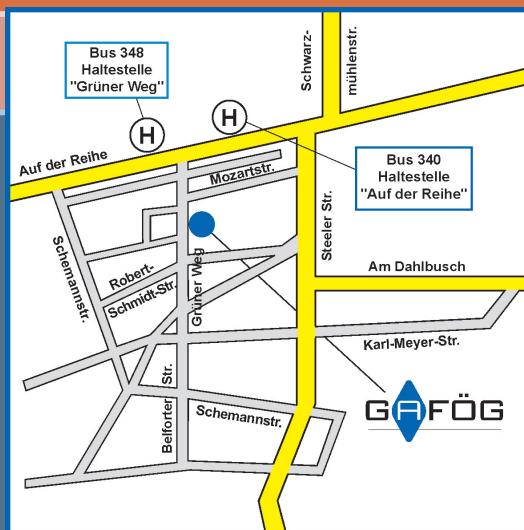 Schwarz-
mühlenstr.
Bus 348
Haltestelle
"Grüner Weg"
H
H
Auf der Reihe
Mozartstr.
Bus 340
Haltestelle
"Auf der Reihe"
Steeler Str.
Schemannstr.
Robert-
Schmidt-Str.
Grüner Weg
Am Dahlbusch
Karl-Meyer-Str.
Belforter Str.
Schemannstr.
GAFÖG